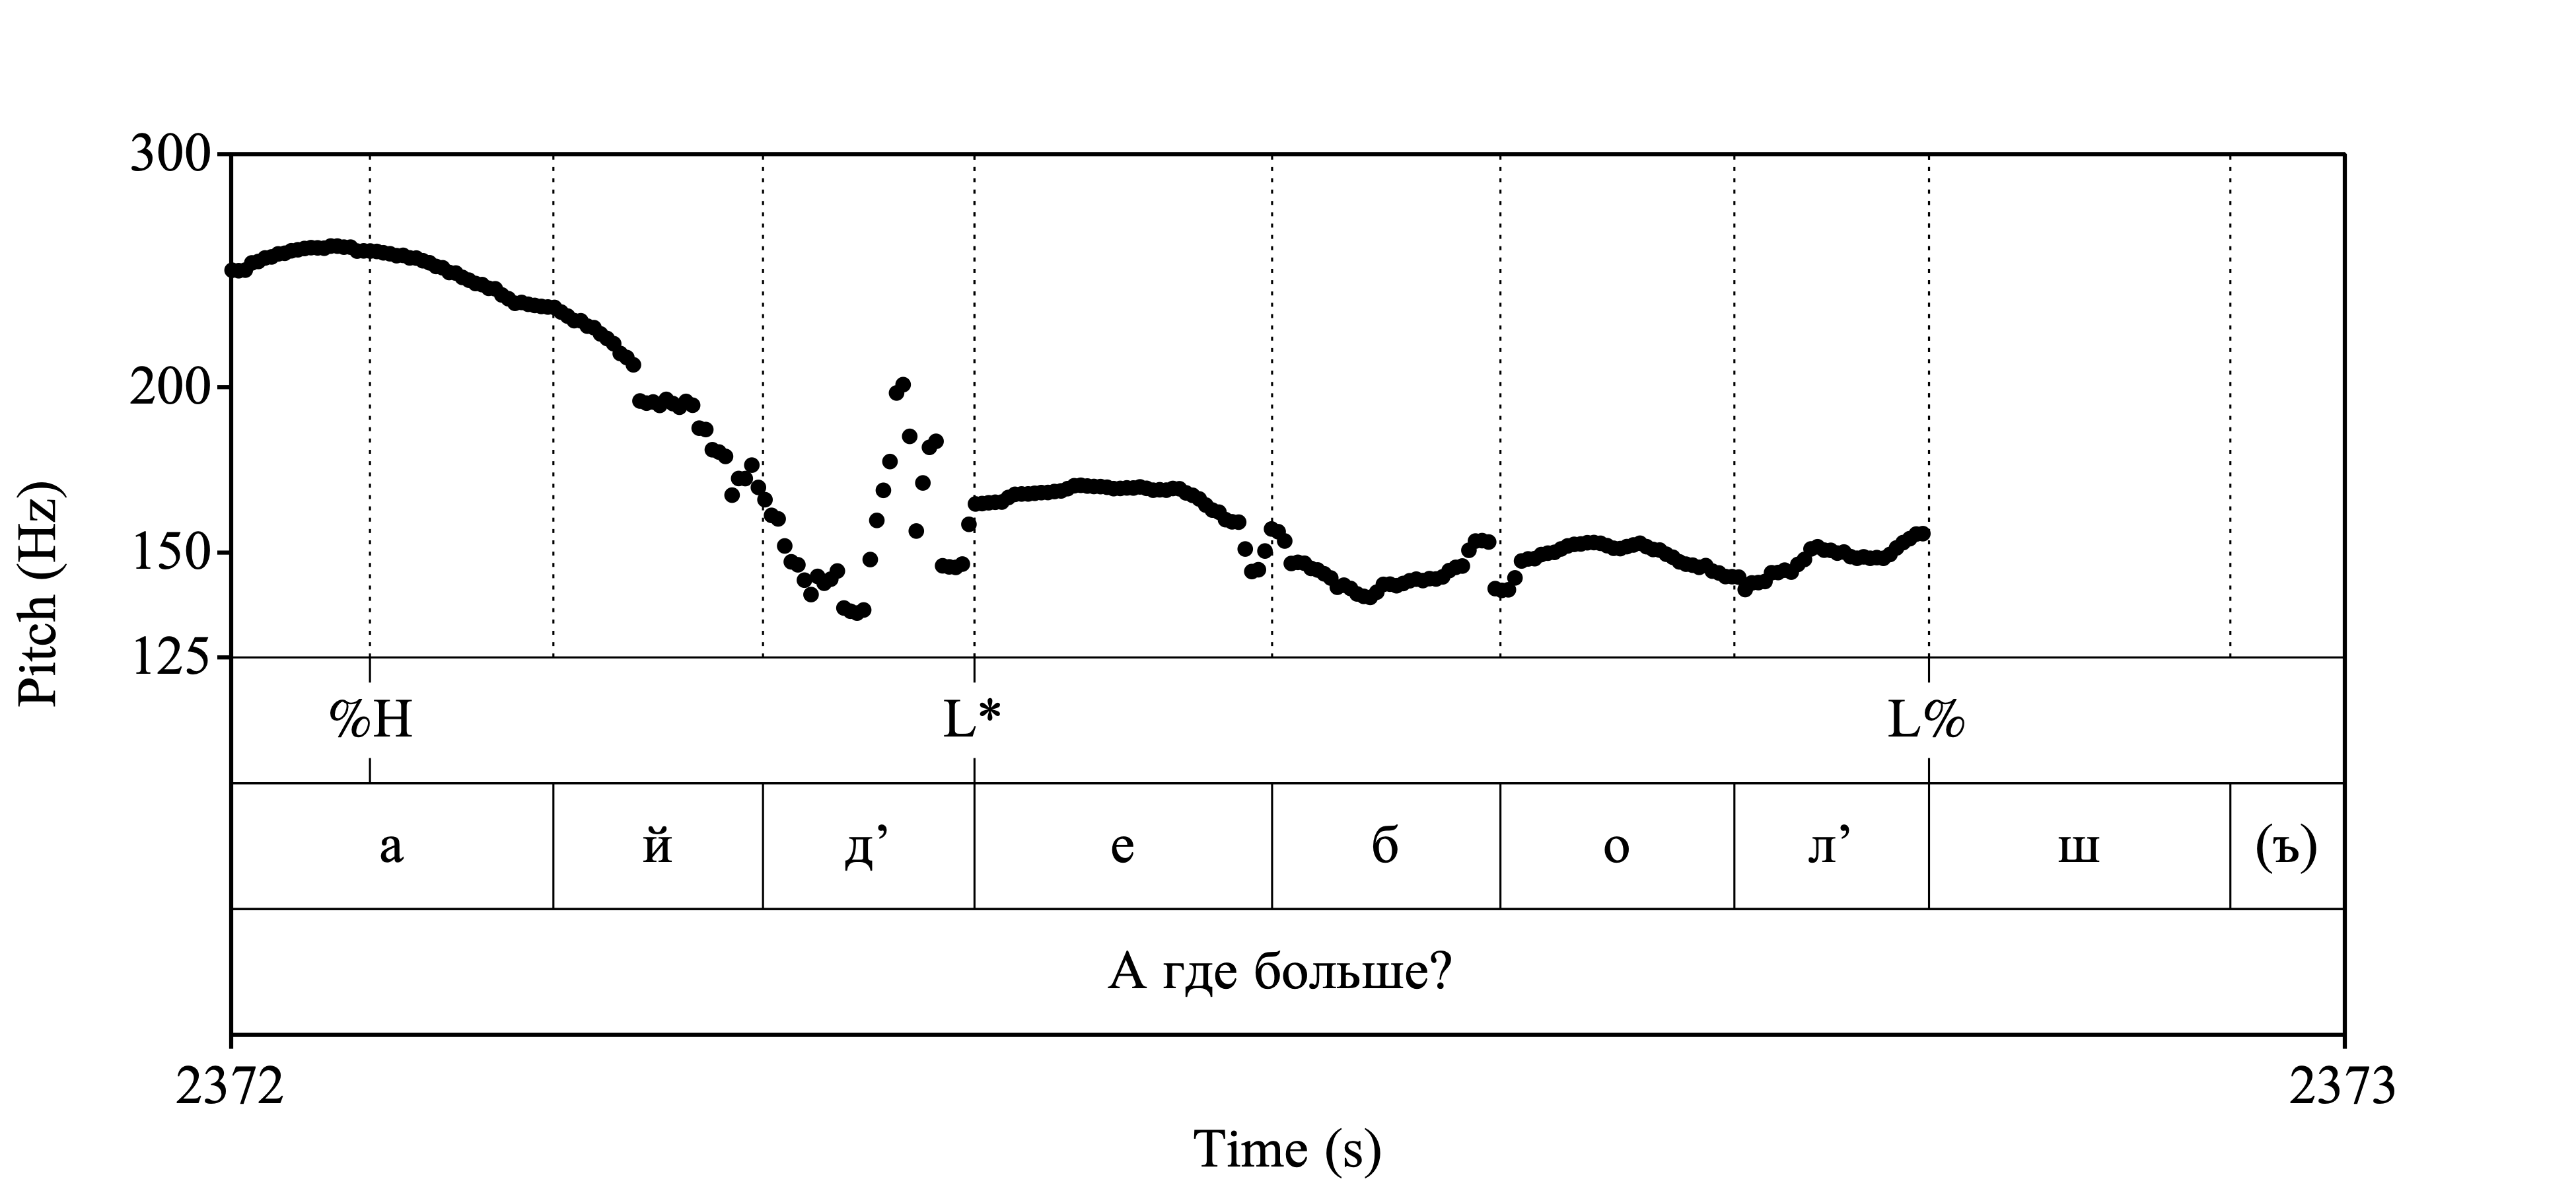 300
200
150
125
Pitch (Hz)
%H L* L%
а й д’ е б о л’ ш (ъ)
А где больше?
2372 2373
Time (s)